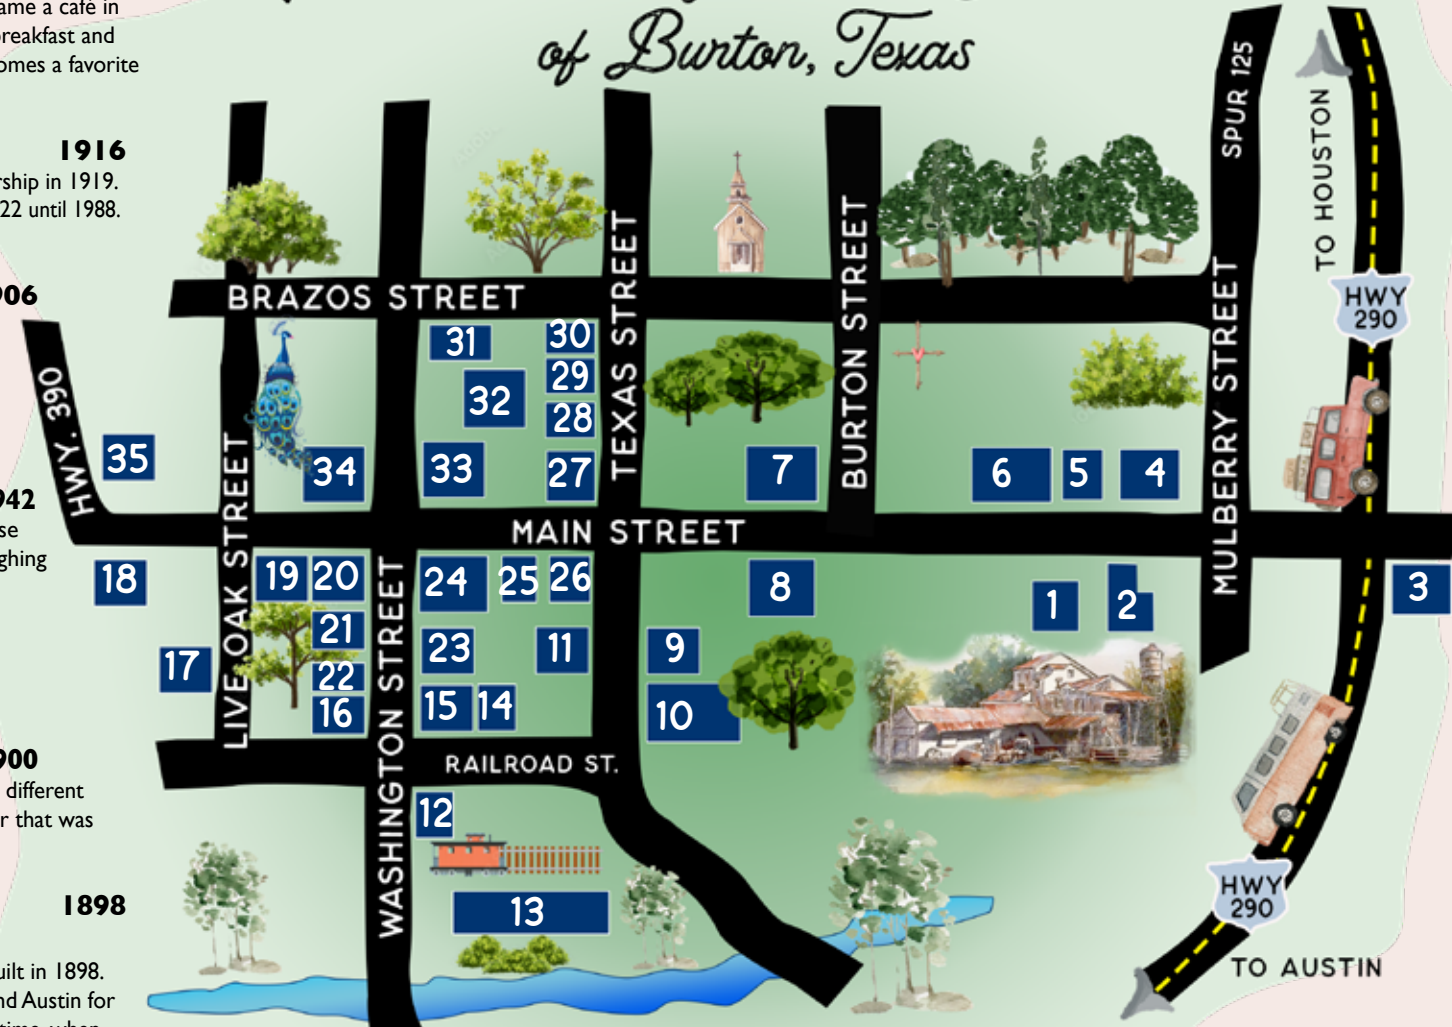 ame a café in
reakfast and
omes a favorite
1916
rship in 1919.
22 until 1988.
906
942
se
ghing
900
different
r that was
1898
uilt in 1898.
nd Austin for
time, when
of Burton, Texas
SPUR 125
TO HOUSTON
BRAZOS STREET
TEXAS STREET
BURTON STREET
MULBERRY STREET
HWY
290
HWY. 390
31
30
29
32
28
35
34
33
27
7
6
5
4
LIVE OAK STREET
MAIN STREET
18
19
20
24
25
26
8
1
2
3
21
17
22
23
11
9
16
15
14
10
WASHINGTON STREET
RAILROAD ST.
12
13
HWY
290
TO AUSTIN